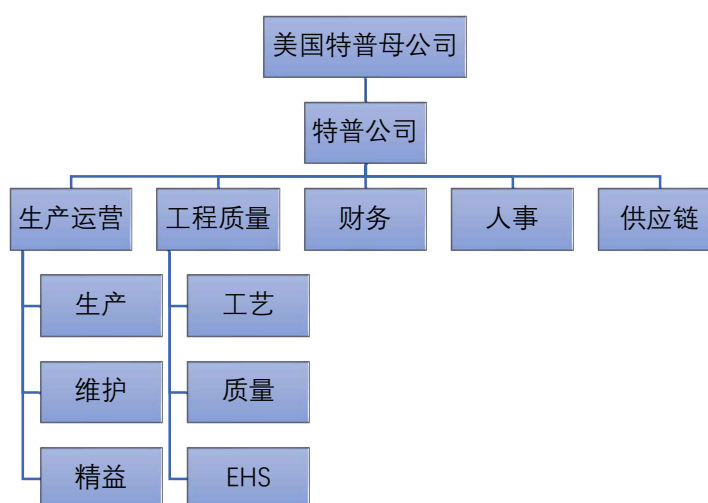 美国特普母公司
特普公司
生产运营
工程质量
财务
人事
供应链
生产
工艺
维护
质量
精益
EHS